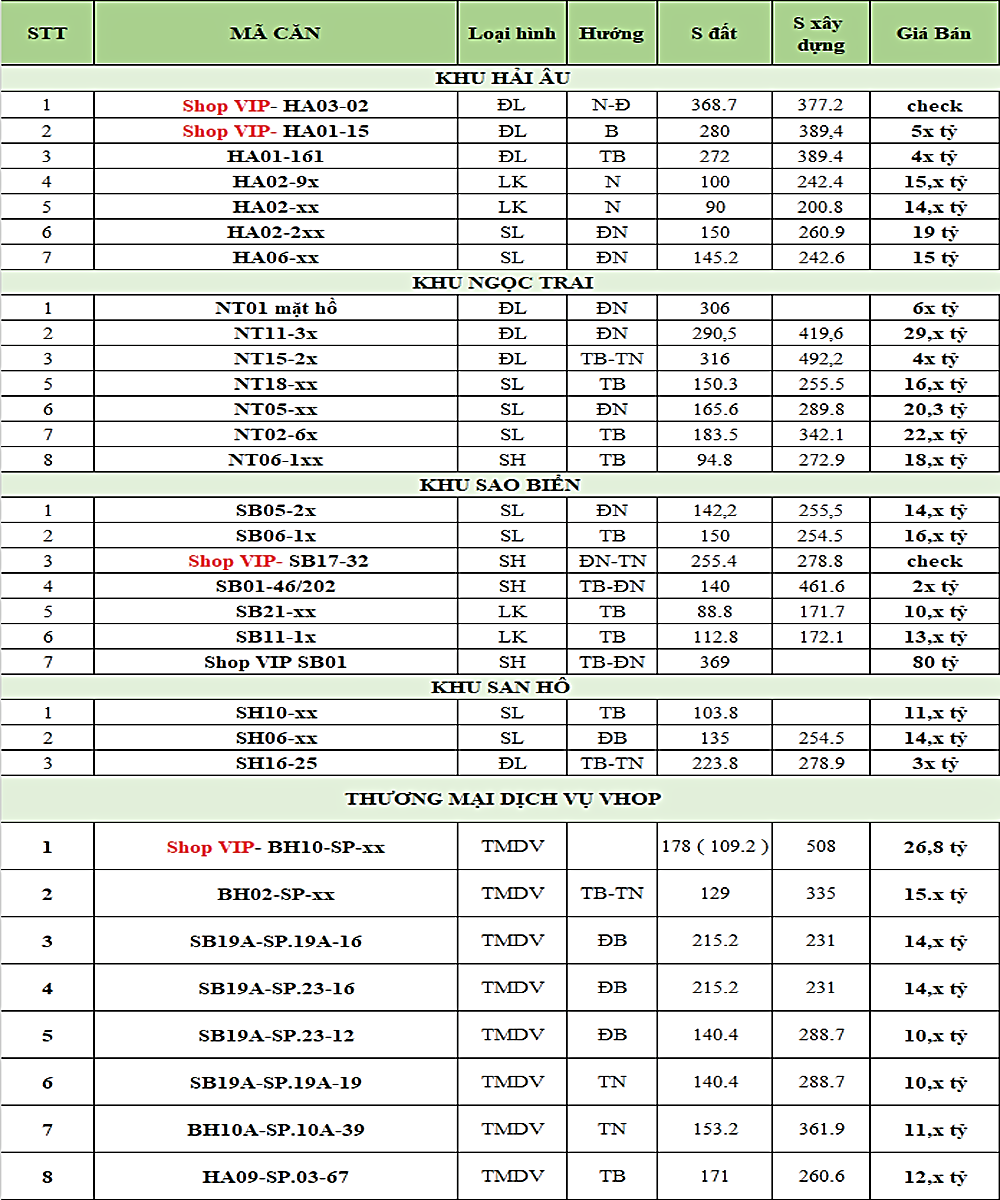 STT MÃ CĂN Loại hình Hướng S đất S xây dựng Giá Bán
KHU HẢI ÂU
1 Shop VIP- HA03-02 ĐL N-Đ 368.7 377.2 check
2 Shop VIP- HA01-15 ĐL B 280 389,4 5x tỷ
3 HA01-161 ĐL TB 272 389.4 4x tỷ
4 HA02-9x LK N 100 242.4 15,x tỷ
5 HA02-xx LK N 90 200.8 14,x tỷ
6 HA02-2xx SL ĐN 150 260.9 19 tỷ
7 HA06-xx SL ĐN 145.2 242.6 15 tỷ
KHU NGỌC TRAI
1 NT01 mặt hồ ĐL ĐN 306 6x tỷ
2 NT11-3x ĐL ĐN 290,5 419,6 29,x tỷ
3 NT15-2x ĐL TB-TN 316 492,2 4x tỷ
5 NT18-xx SL TB 150.3 255.5 16,x tỷ
6 NT05-xx SL ĐN 165.6 289.8 20,3 tỷ
7 NT02-6x SL TB 183.5 342.1 22,x tỷ
8 NT06-1xx SH TB 94.8 272.9 18,x tỷ
KHU SAO BIỂN
1 SB05-2x SL ĐN 142,2 255,5 14,x tỷ
2 SB06-1x SL TB 150 254.5 16,x tỷ
3 Shop VIP- SB17-32 SH ĐN-TN 255.4 278.8 check
4 SB01-46/202 SH TB-ĐN 140 461.6 2x tỷ
5 SB21-xx LK TB 88.8 171.7 10,x tỷ
6 SB11-1x LK TB 112.8 172.1 13,x tỷ
7 Shop VIP SB01 SH TB-ĐN 369 80 tỷ
KHU SAN HÔ
1 SH10-xx SL TB 103.8 11,x tỷ
2 SH06-xx SL ĐB 135 254.5 14,x tỷ
3 SH16-25 ĐL TB-TN 223.8 278.9 3x tỷ
THƯƠNG MẠI DỊCH VỤ VHOP
1 Shop VIP- BH10-SP-xx TMDV 178 ( 109.2 ) 508 26,8 tỷ
2 BH02-SP-xx TMDV TB-TN 129 335 15.x tỷ
3 SB19A-SP.19A-16 TMDV ĐB 215.2 231 14,x tỷ
4 SB19A-SP.23-16 TMDV ĐB 215.2 231 14,x tỷ
5 SB19A-SP.23-12 TMDV ĐB 140.4 288.7 10,x tỷ
6 SB19A-SP.19A-19 TMDV TN 140.4 288.7 10,x tỷ
7 BH10A-SP.10A-39 TMDV TN 153.2 361.9 11,x tỷ
8 HA09-SP.03-67 TMDV TB 171 260.6 12,x tỷ